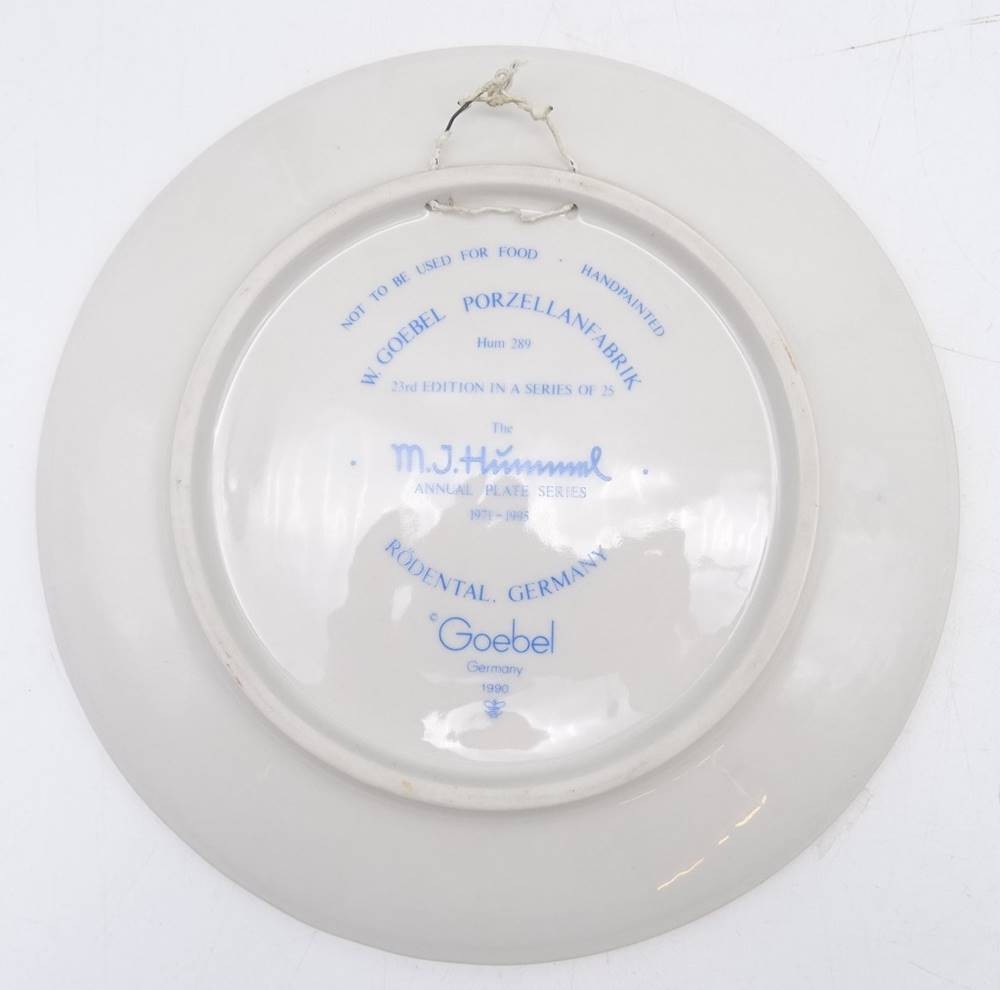 NOT TO BE USED FOR FOOD · HANDPAINTED
W. GOEBEL PORZELLANFABRIK
Hum 289
23rd EDITION IN A SERIES OF 25
The
M.J.Hummel
ANNUAL PLATE SERIES
1971-1995
RÖDENTAL, GERMANY
© Goebel
Germany
1990